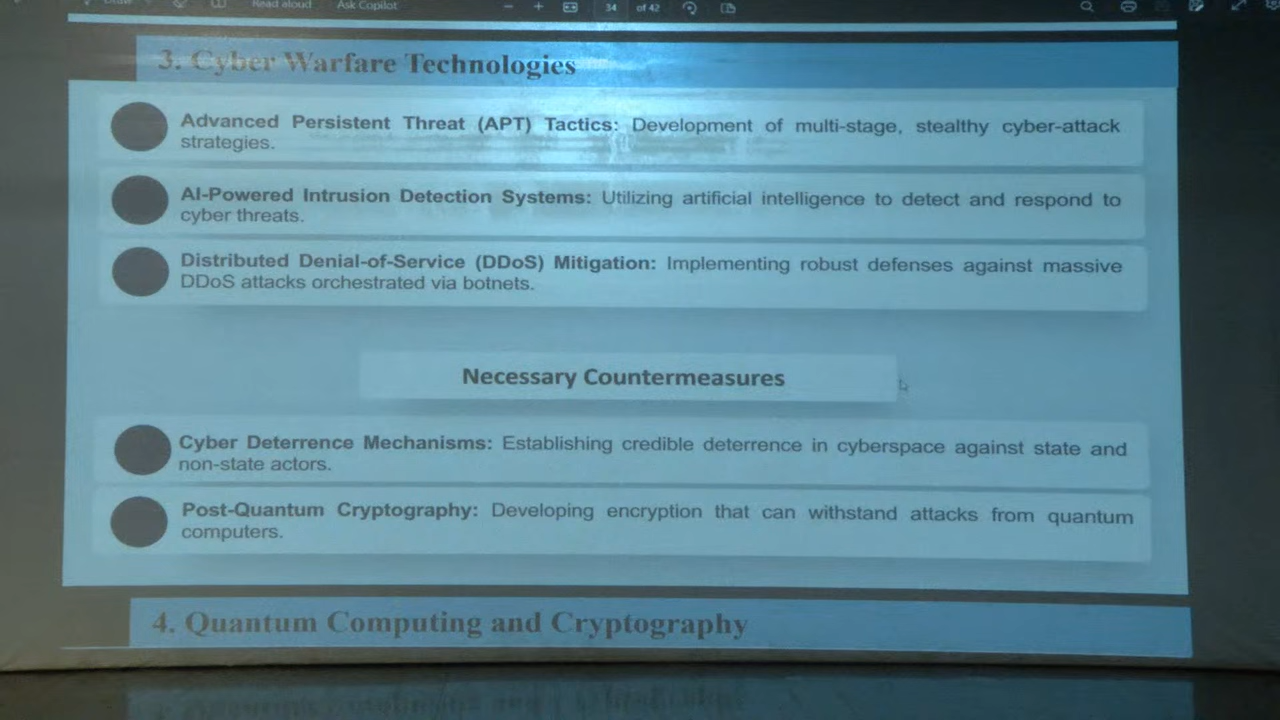 Draw
Read aloud
Ask Copilot
34
of 42
3. Cyber Warfare Technologies
Advanced Persistent Threat (APT) Tactics: Development of multi-stage, stealthy cyber-attack
strategies.
AI-Powered Intrusion Detection Systems: Utilizing artificial intelligence to detect and respond to
cyber threats.
Distributed Denial-of-Service (DDoS) Mitigation: Implementing robust defenses against massive
DDoS attacks orchestrated via botnets.
Necessary Countermeasures
Cyber Deterrence Mechanisms: Establishing credible deterrence in cyberspace against state and
non-state actors.
Post-Quantum Cryptography: Developing encryption that can withstand attacks from quantum
computers.
4. Quantum Computing and Cryptography